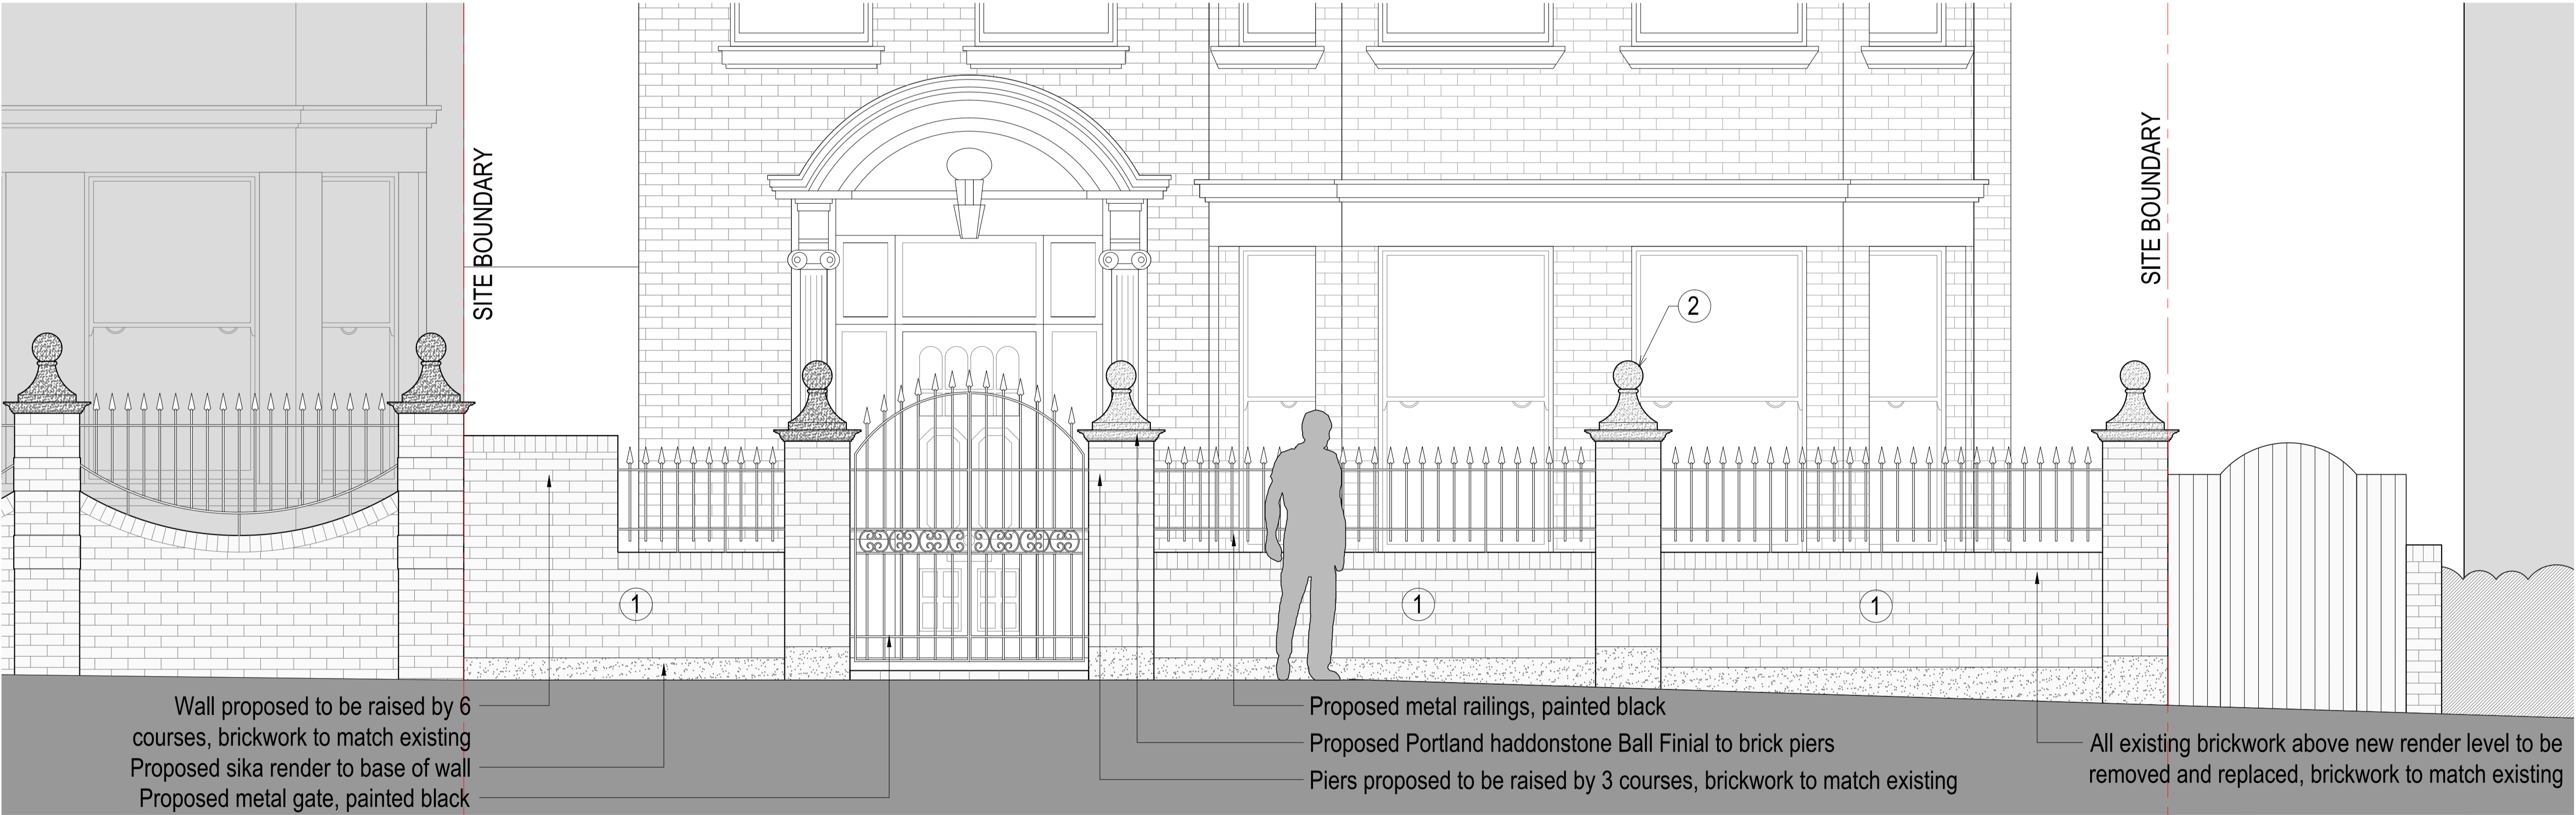 SITE BOUNDARY
SITE BOUNDARY
2
1
1
1
Wall proposed to be raised by 6
courses, brickwork to match existing
Proposed sika render to base of wall
Proposed metal gate, painted black
Proposed metal railings, painted black
Proposed Portland haddonstone Ball Finial to brick piers
Piers proposed to be raised by 3 courses, brickwork to match existing
All existing brickwork above new render level to be
removed and replaced, brickwork to match existing